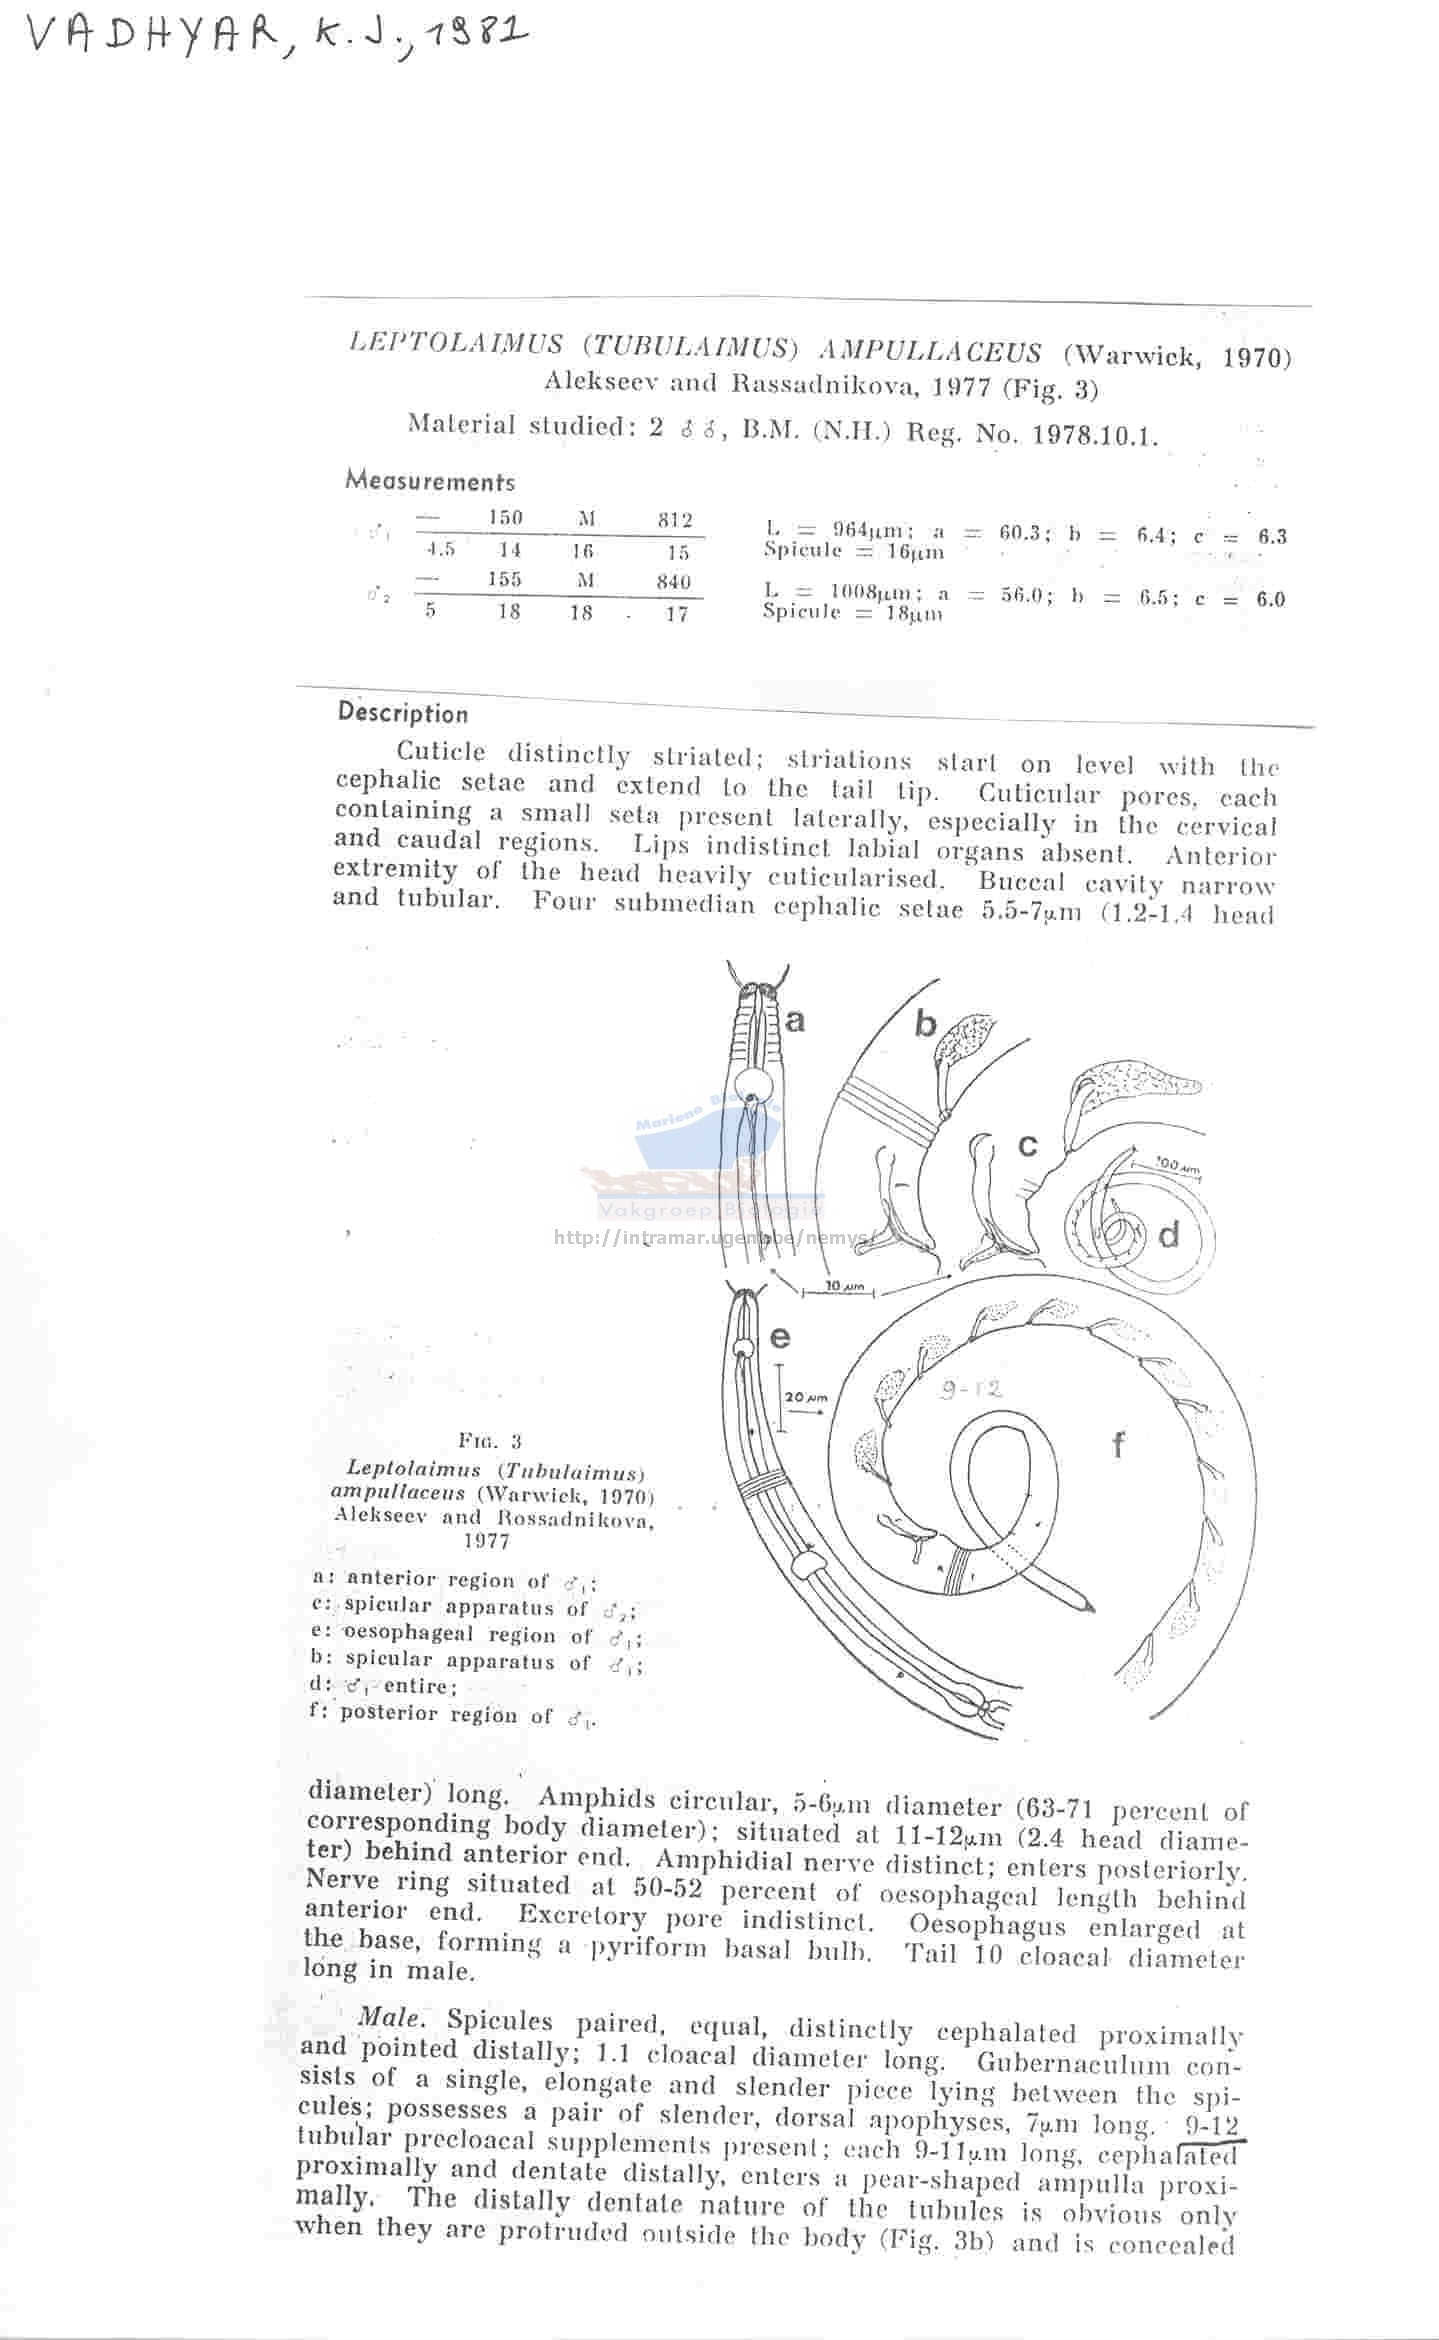 VADHYAR, K.J., 1981
LEPTOLAIMUS (TUBULAIMUS) AMPULLACEUS (Warwick, 1970)
Alekseev and Rassadnikova, 1977 (Fig. 3)
Material studied: 2 ♂♂, B.M. (N.H.) Reg. No. 1978.10.1.
Measurements
♂1 — 150 M 812
4.5 14 16 15
L = 964µm; a = 60.3; b = 6.4; c = 6.3
Spicule = 16µm
♂2 — 155 M 840
5 18 18 17
L = 1008µm; a = 56.0; b = 6.5; c = 6.0
Spicule = 18µm
Description
Cuticle distinctly striated; striations start on level with the
cephalic setae and extend to the tail tip. Cuticular pores, each
containing a small seta present laterally, especially in the cervical
and caudal regions. Lips indistinct labial organs absent. Anterior
extremity of the head heavily cuticularised. Buccal cavity narrow
and tubular. Four submedian cephalic setae 5.5-7µm (1.2-1.4 head
a
b
c
100 µm
d
Mariene Biologie
Vakgroep Biologie
http://intramar.ugent.be/nemys/
10 µm
e
20 µm
9-12
f
FIG. 3
Leptolaimus (Tubulaimus)
ampullaceus (Warwick, 1970)
Alekseev and Rossadnikova,
1977
a: anterior region of ♂1;
c: spicular apparatus of ♂2;
e: oesophageal region of ♂1;
b: spicular apparatus of ♂1;
d: ♂1 entire;
f: posterior region of ♂1.
diameter) long. Amphids circular, 5-6µm diameter (63-71 percent of
corresponding body diameter); situated at 11-12µm (2.4 head diame-
ter) behind anterior end. Amphidial nerve distinct; enters posteriorly.
Nerve ring situated at 50-52 percent of oesophageal length behind
anterior end. Excretory pore indistinct. Oesophagus enlarged at
the base, forming a pyriform basal bulb. Tail 10 cloacal diameter
long in male.
Male. Spicules paired, equal, distinctly cephalated proximally
and pointed distally; 1.1 cloacal diameter long. Gubernaculum con-
sists of a single, elongate and slender piece lying between the spi-
cules; possesses a pair of slender, dorsal apophyses, 7µm long. 9-12
tubular precloacal supplements present; each 9-11µm long, cephalated
proximally and dentate distally, enters a pear-shaped ampulla proxi-
mally. The distally dentate nature of the tubules is obvious only
when they are protruded outside the body (Fig. 3b) and is concealed